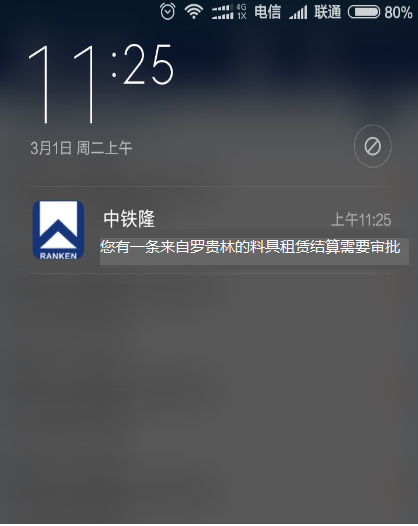 4G 1X 电信 联通 80%
11:25
3月1日 周二上午
中铁隆 上午11:25
您有一条来自罗贵林的料具租赁结算需要审批
RANKEN